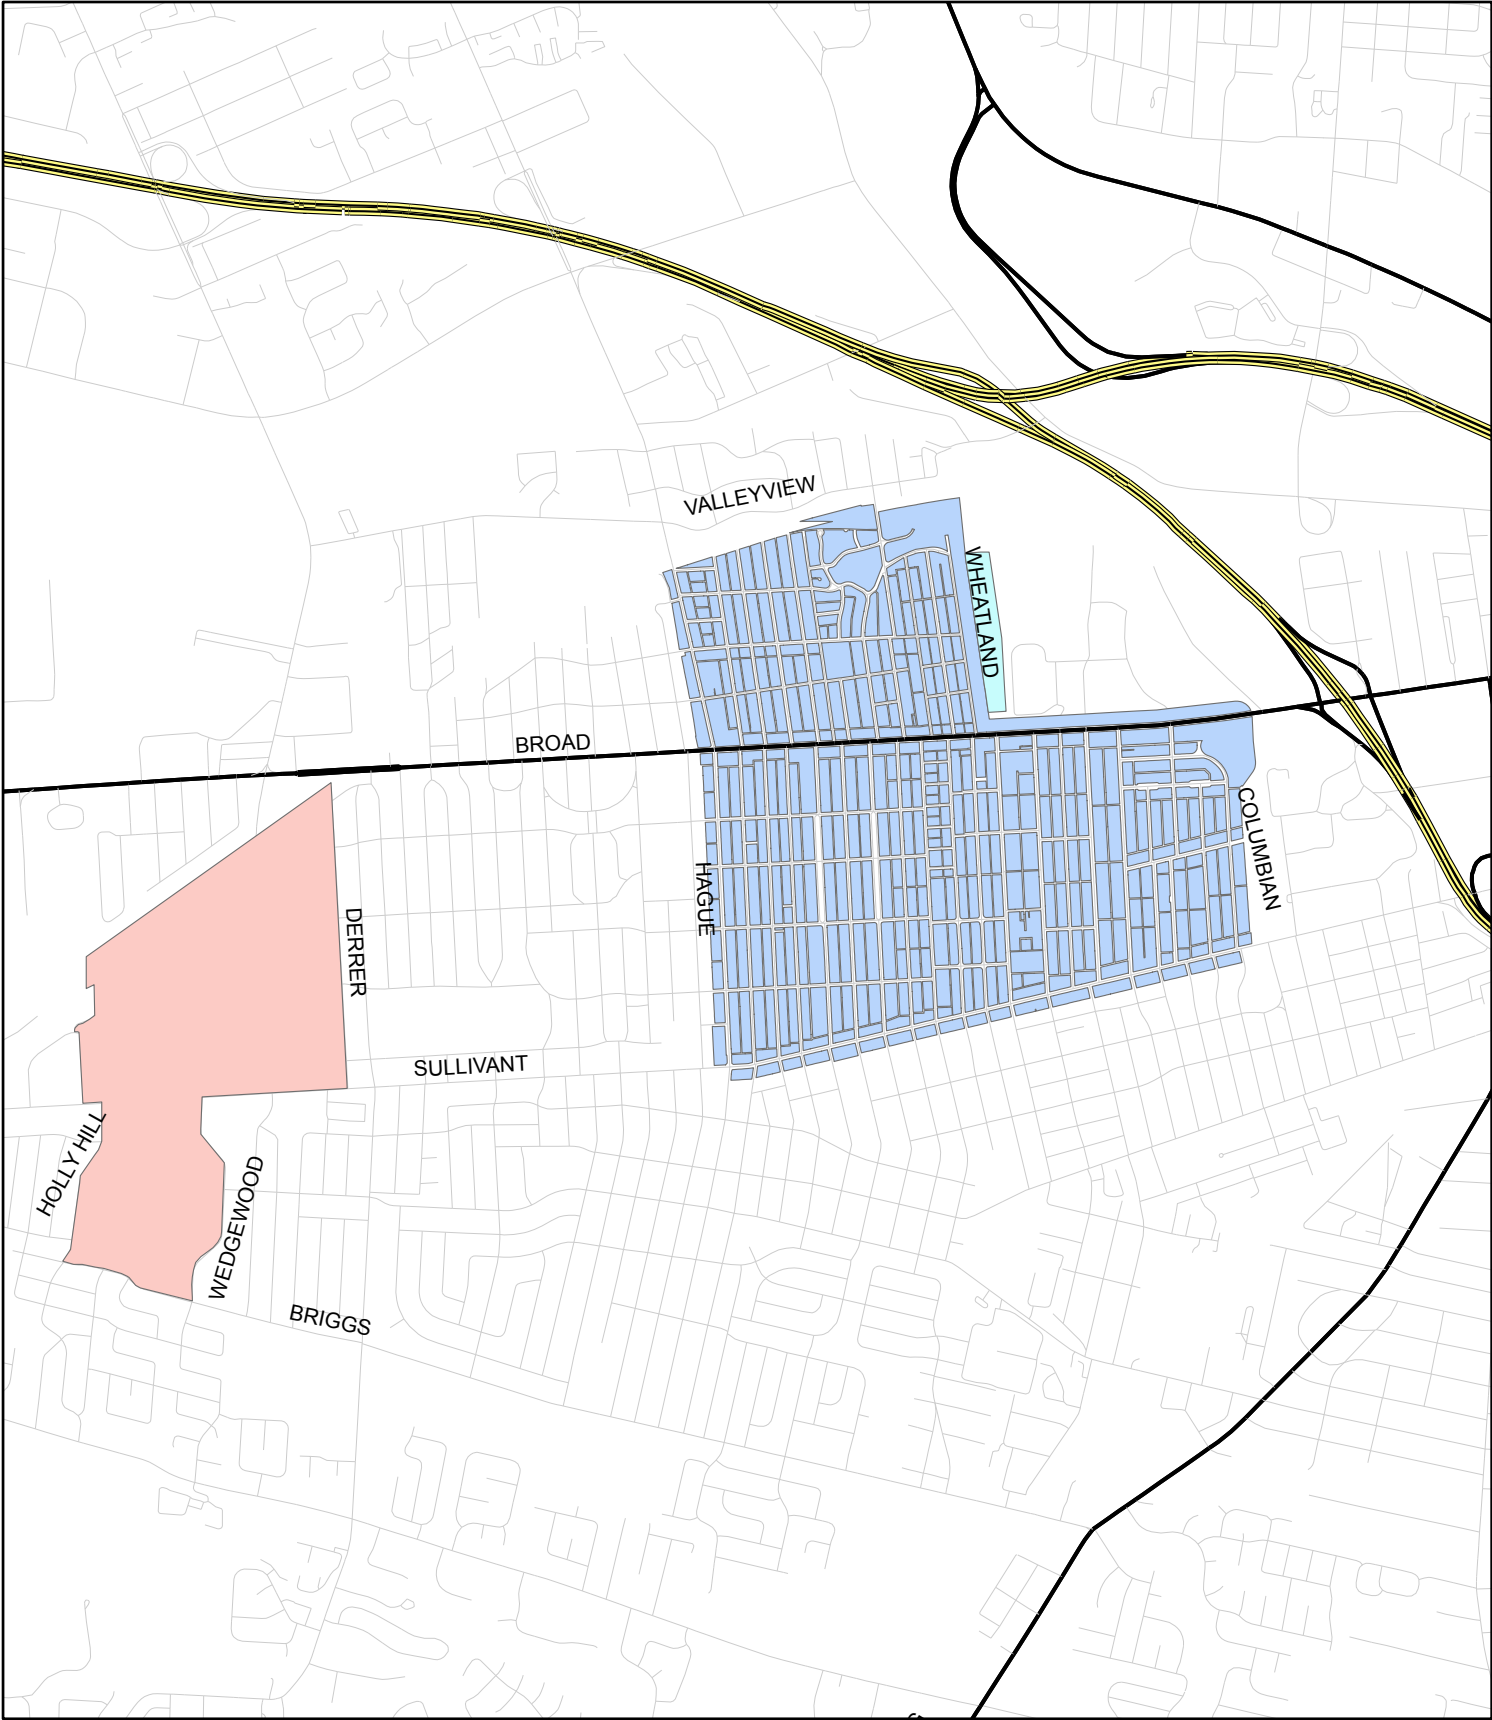 VALLEYVIEW
WHEATLAND
BROAD
COLUMBIAN
HAGUE
DERRER
SULLIVANT
HOLLY HILL
WEDGEWOOD
BRIGGS